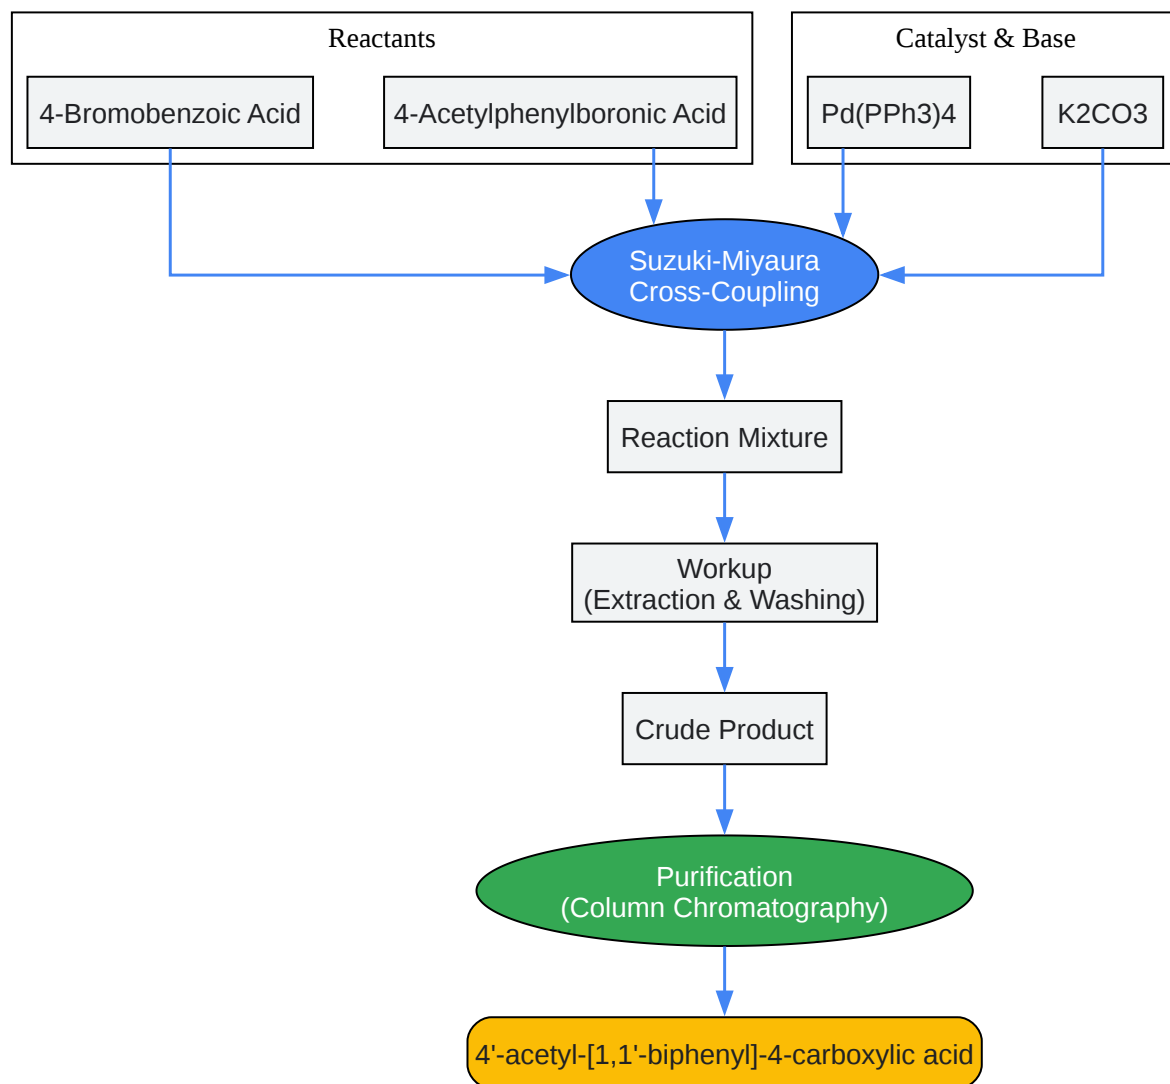 Reactants
Catalyst & Base
4-Bromobenzoic Acid
4-Acetylphenylboronic Acid
Pd(PPh3)4
K2CO3
Suzuki-Miyaura
Cross-Coupling
Reaction Mixture
Workup
(Extraction & Washing)
Crude Product
Purification
(Column Chromatography)
4'-acetyl-[1,1'-biphenyl]-4-carboxylic acid